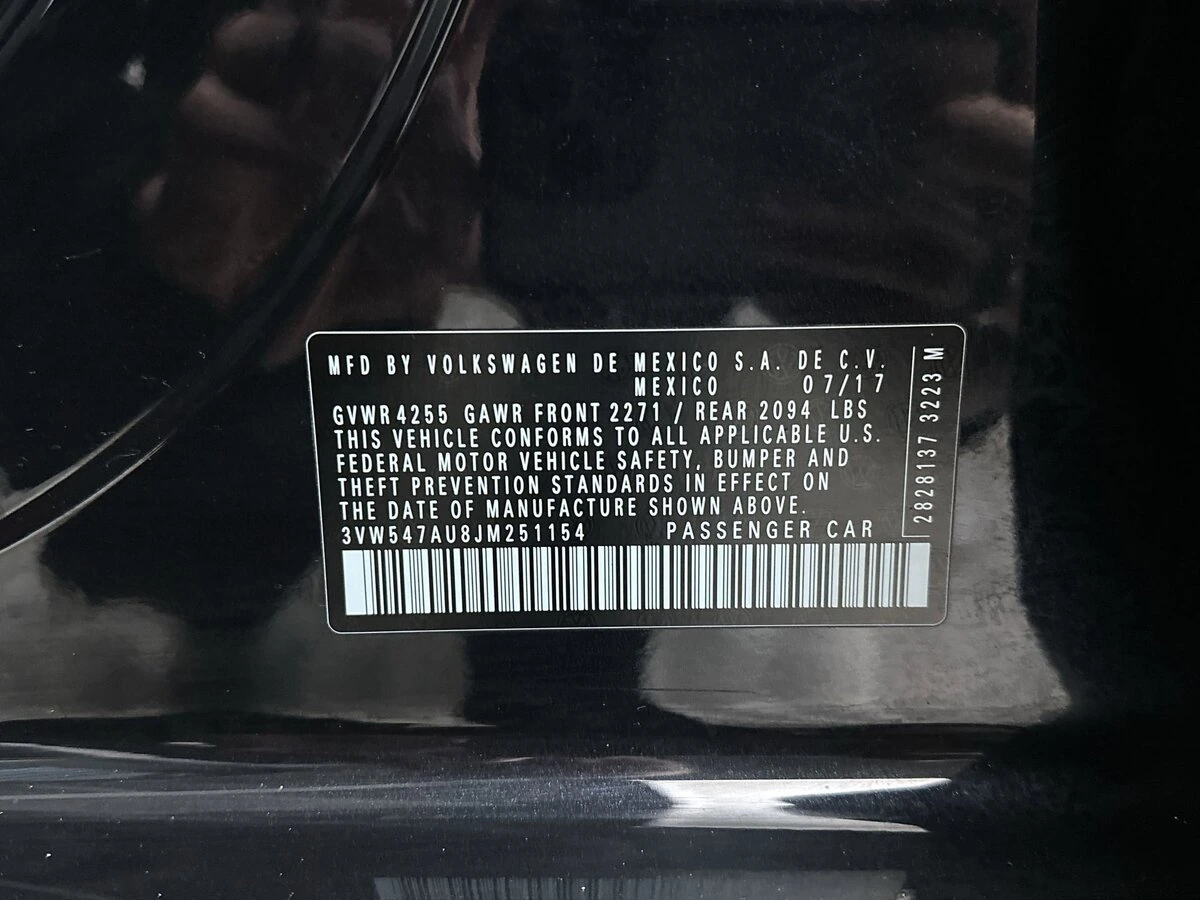 MFD BY VOLKSWAGEN DE MEXICO S.A. DE C.V.
MEXICO 07/17
GVWR 4255 GAWR FRONT 2271 / REAR 2094 LBS
THIS VEHICLE CONFORMS TO ALL APPLICABLE U.S.
FEDERAL MOTOR VEHICLE SAFETY, BUMPER AND
THEFT PREVENTION STANDARDS IN EFFECT ON
THE DATE OF MANUFACTURE SHOWN ABOVE.
3VW547AU8JM251154 PASSENGER CAR
2828137 3223 M